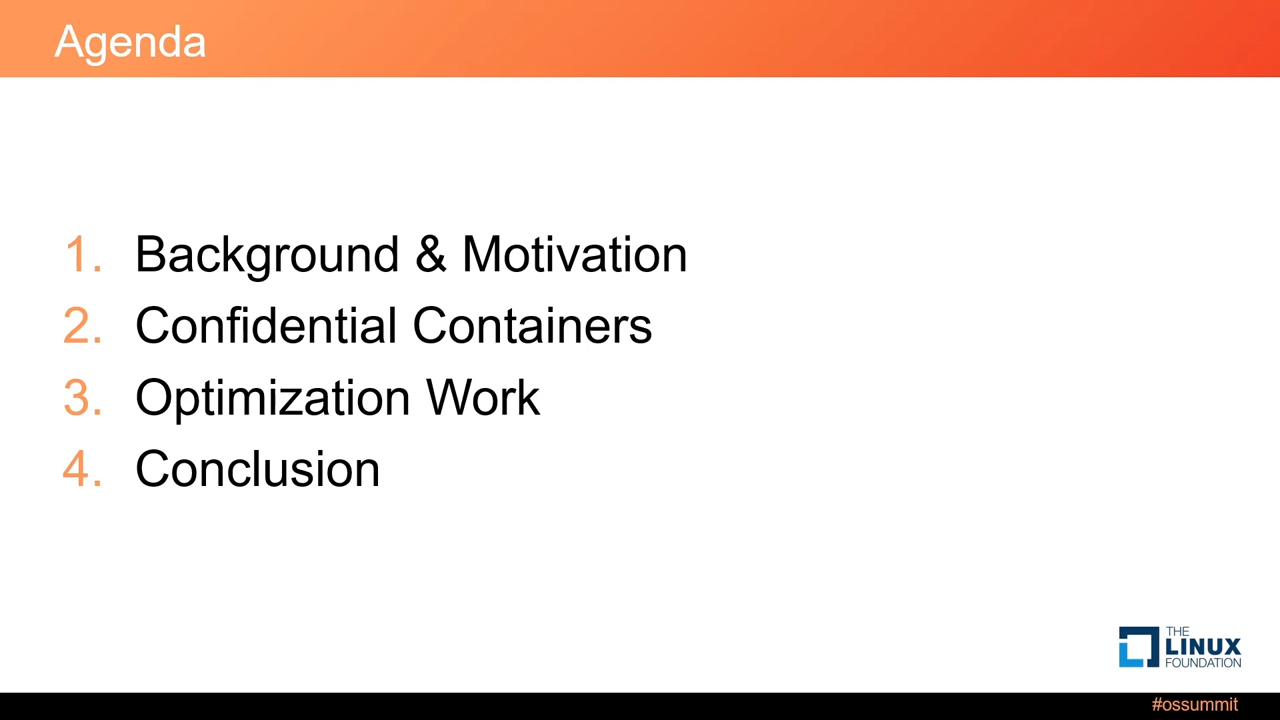 Agenda
1. Background & Motivation
2. Confidential Containers
3. Optimization Work
4. Conclusion
THE
LINUX
FOUNDATION
#ossummit